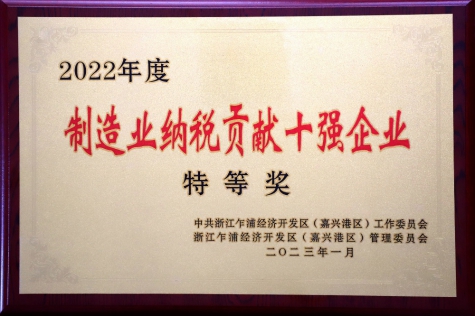 2022年度
制造业纳税贡献十强企业
特等奖
中共浙江乍浦经济开发区（嘉兴港区）工作委员会
浙江乍浦经济开发区（嘉兴港区）管理委员会
二〇二三年一月